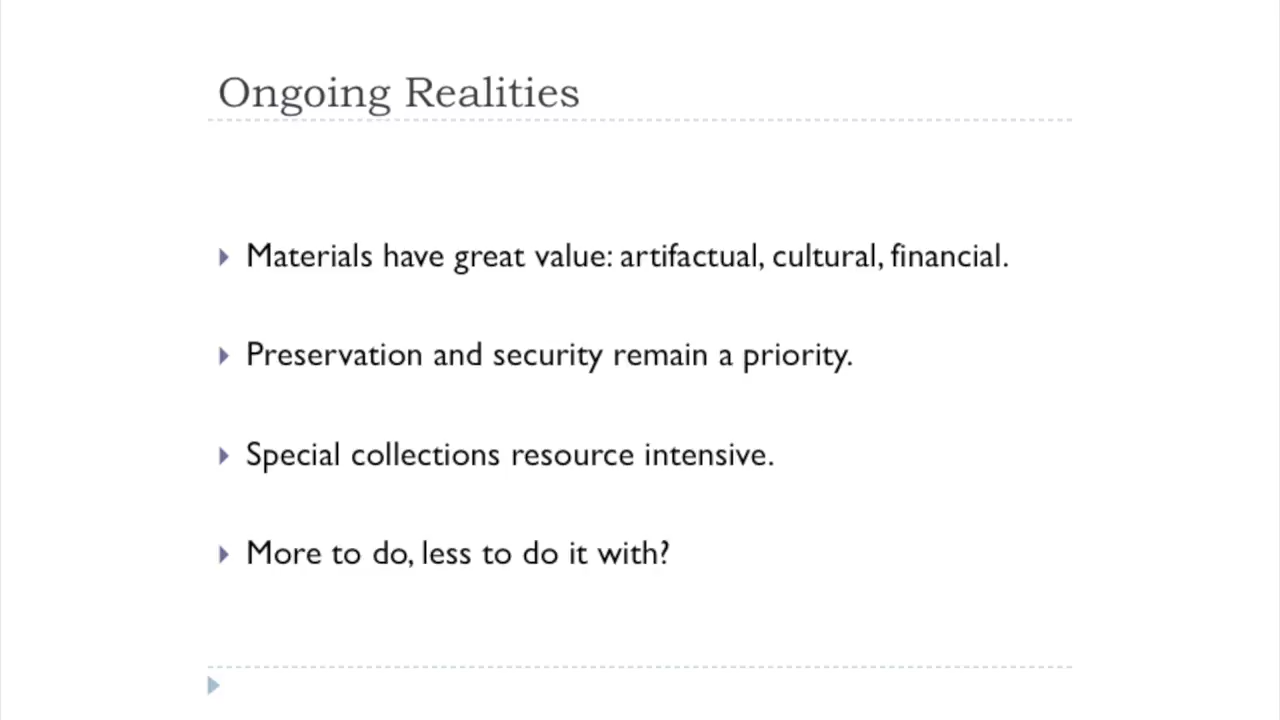 Ongoing Realities
Materials have great value: artifactual, cultural, financial.
Preservation and security remain a priority.
Special collections resource intensive.
More to do, less to do it with?